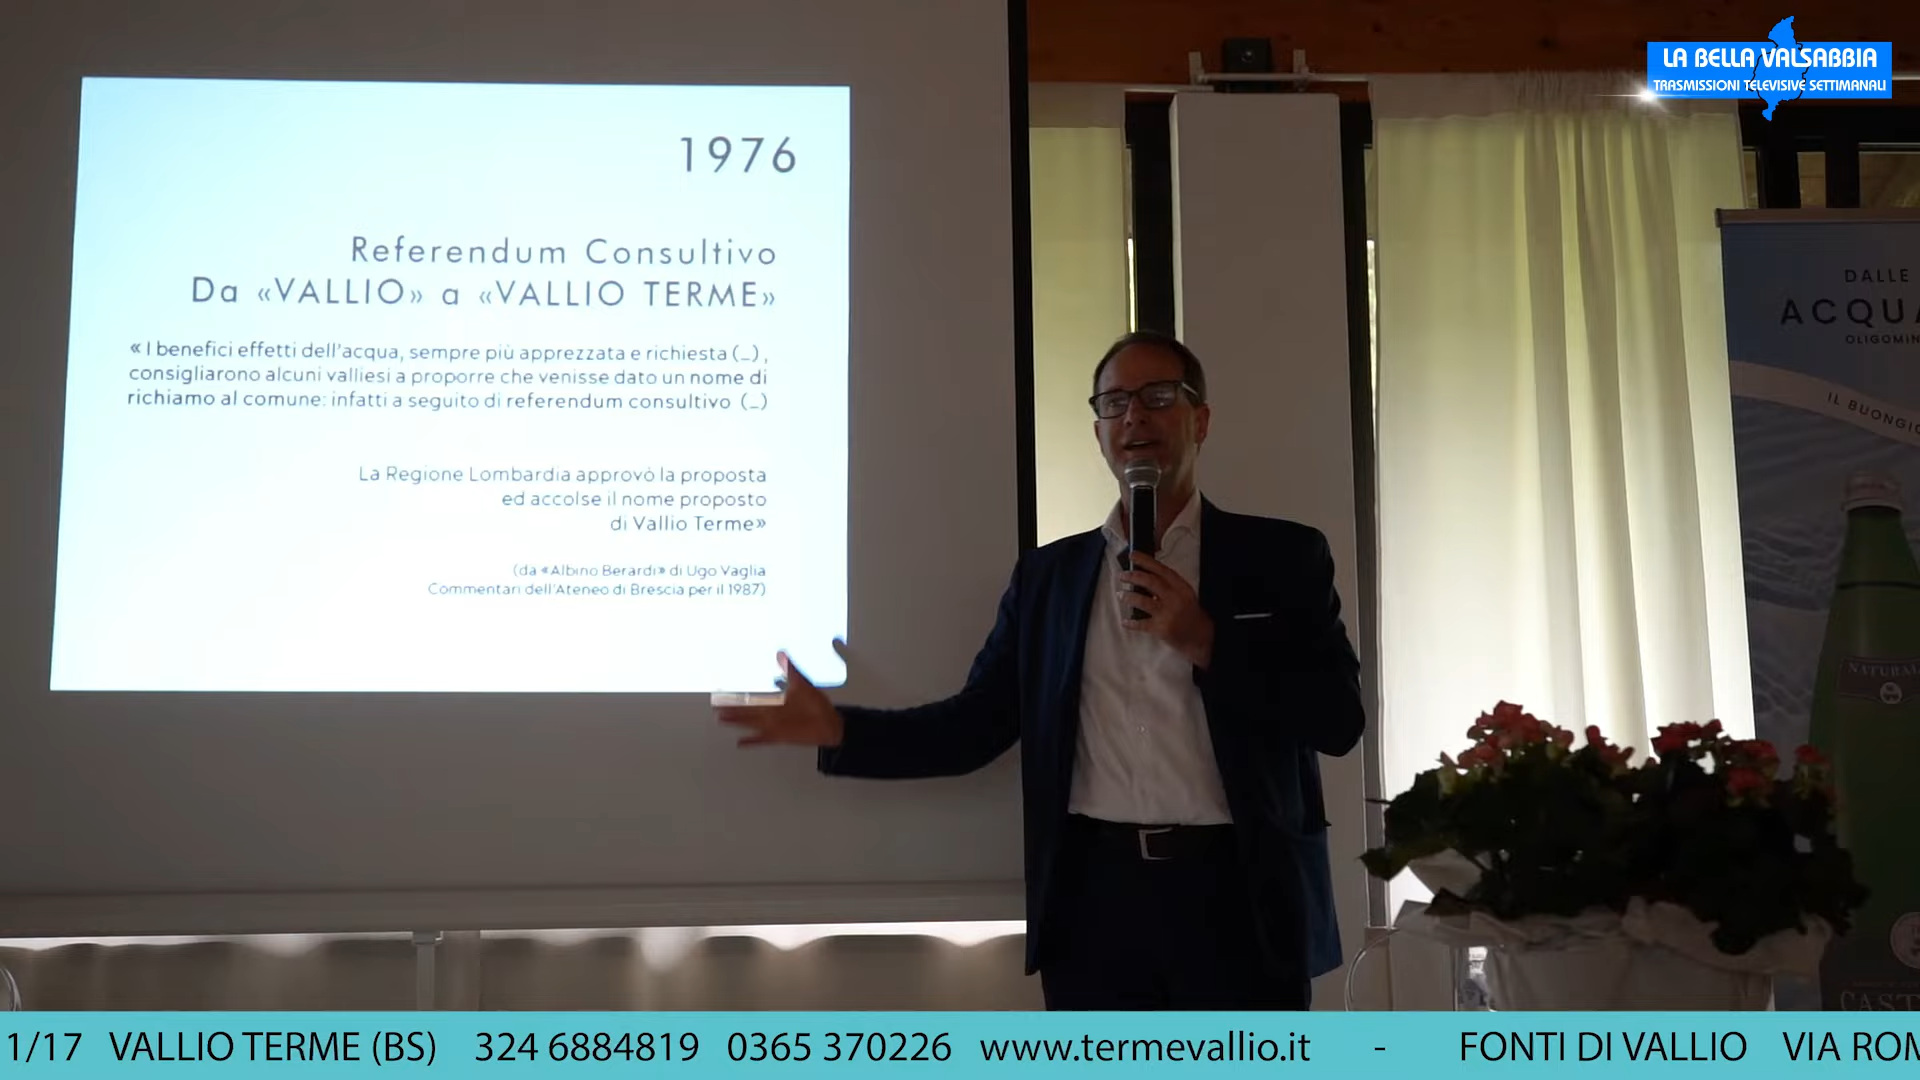 LA BELLA VALSABBIA
TRASMISSIONI TELEVISIVE SETTIMANALI
1976
Referendum Consultivo
Da «VALLIO» a «VALLIO TERME»
« I benefici effetti dell'acqua, sempre più apprezzata e richiesta (...) ,
consigliarono alcuni valliesi a proporre che venisse dato un nome di
richiamo al comune: infatti a seguito di referendum consultivo (...)
La Regione Lombardia approvò la proposta
ed accolse il nome proposto
di Vallio Terme»
(da «Albino Berardi» di Ugo Vaglia
Commentari dell'Ateneo di Brescia per il 1987)
DALLE
ACQUA
OLIGOMIN
IL BUONGIO
NATURAL
CAST
1/17 VALLIO TERME (BS) 324 6884819 0365 370226 www.termevallio.it - FONTI DI VALLIO VIA ROM